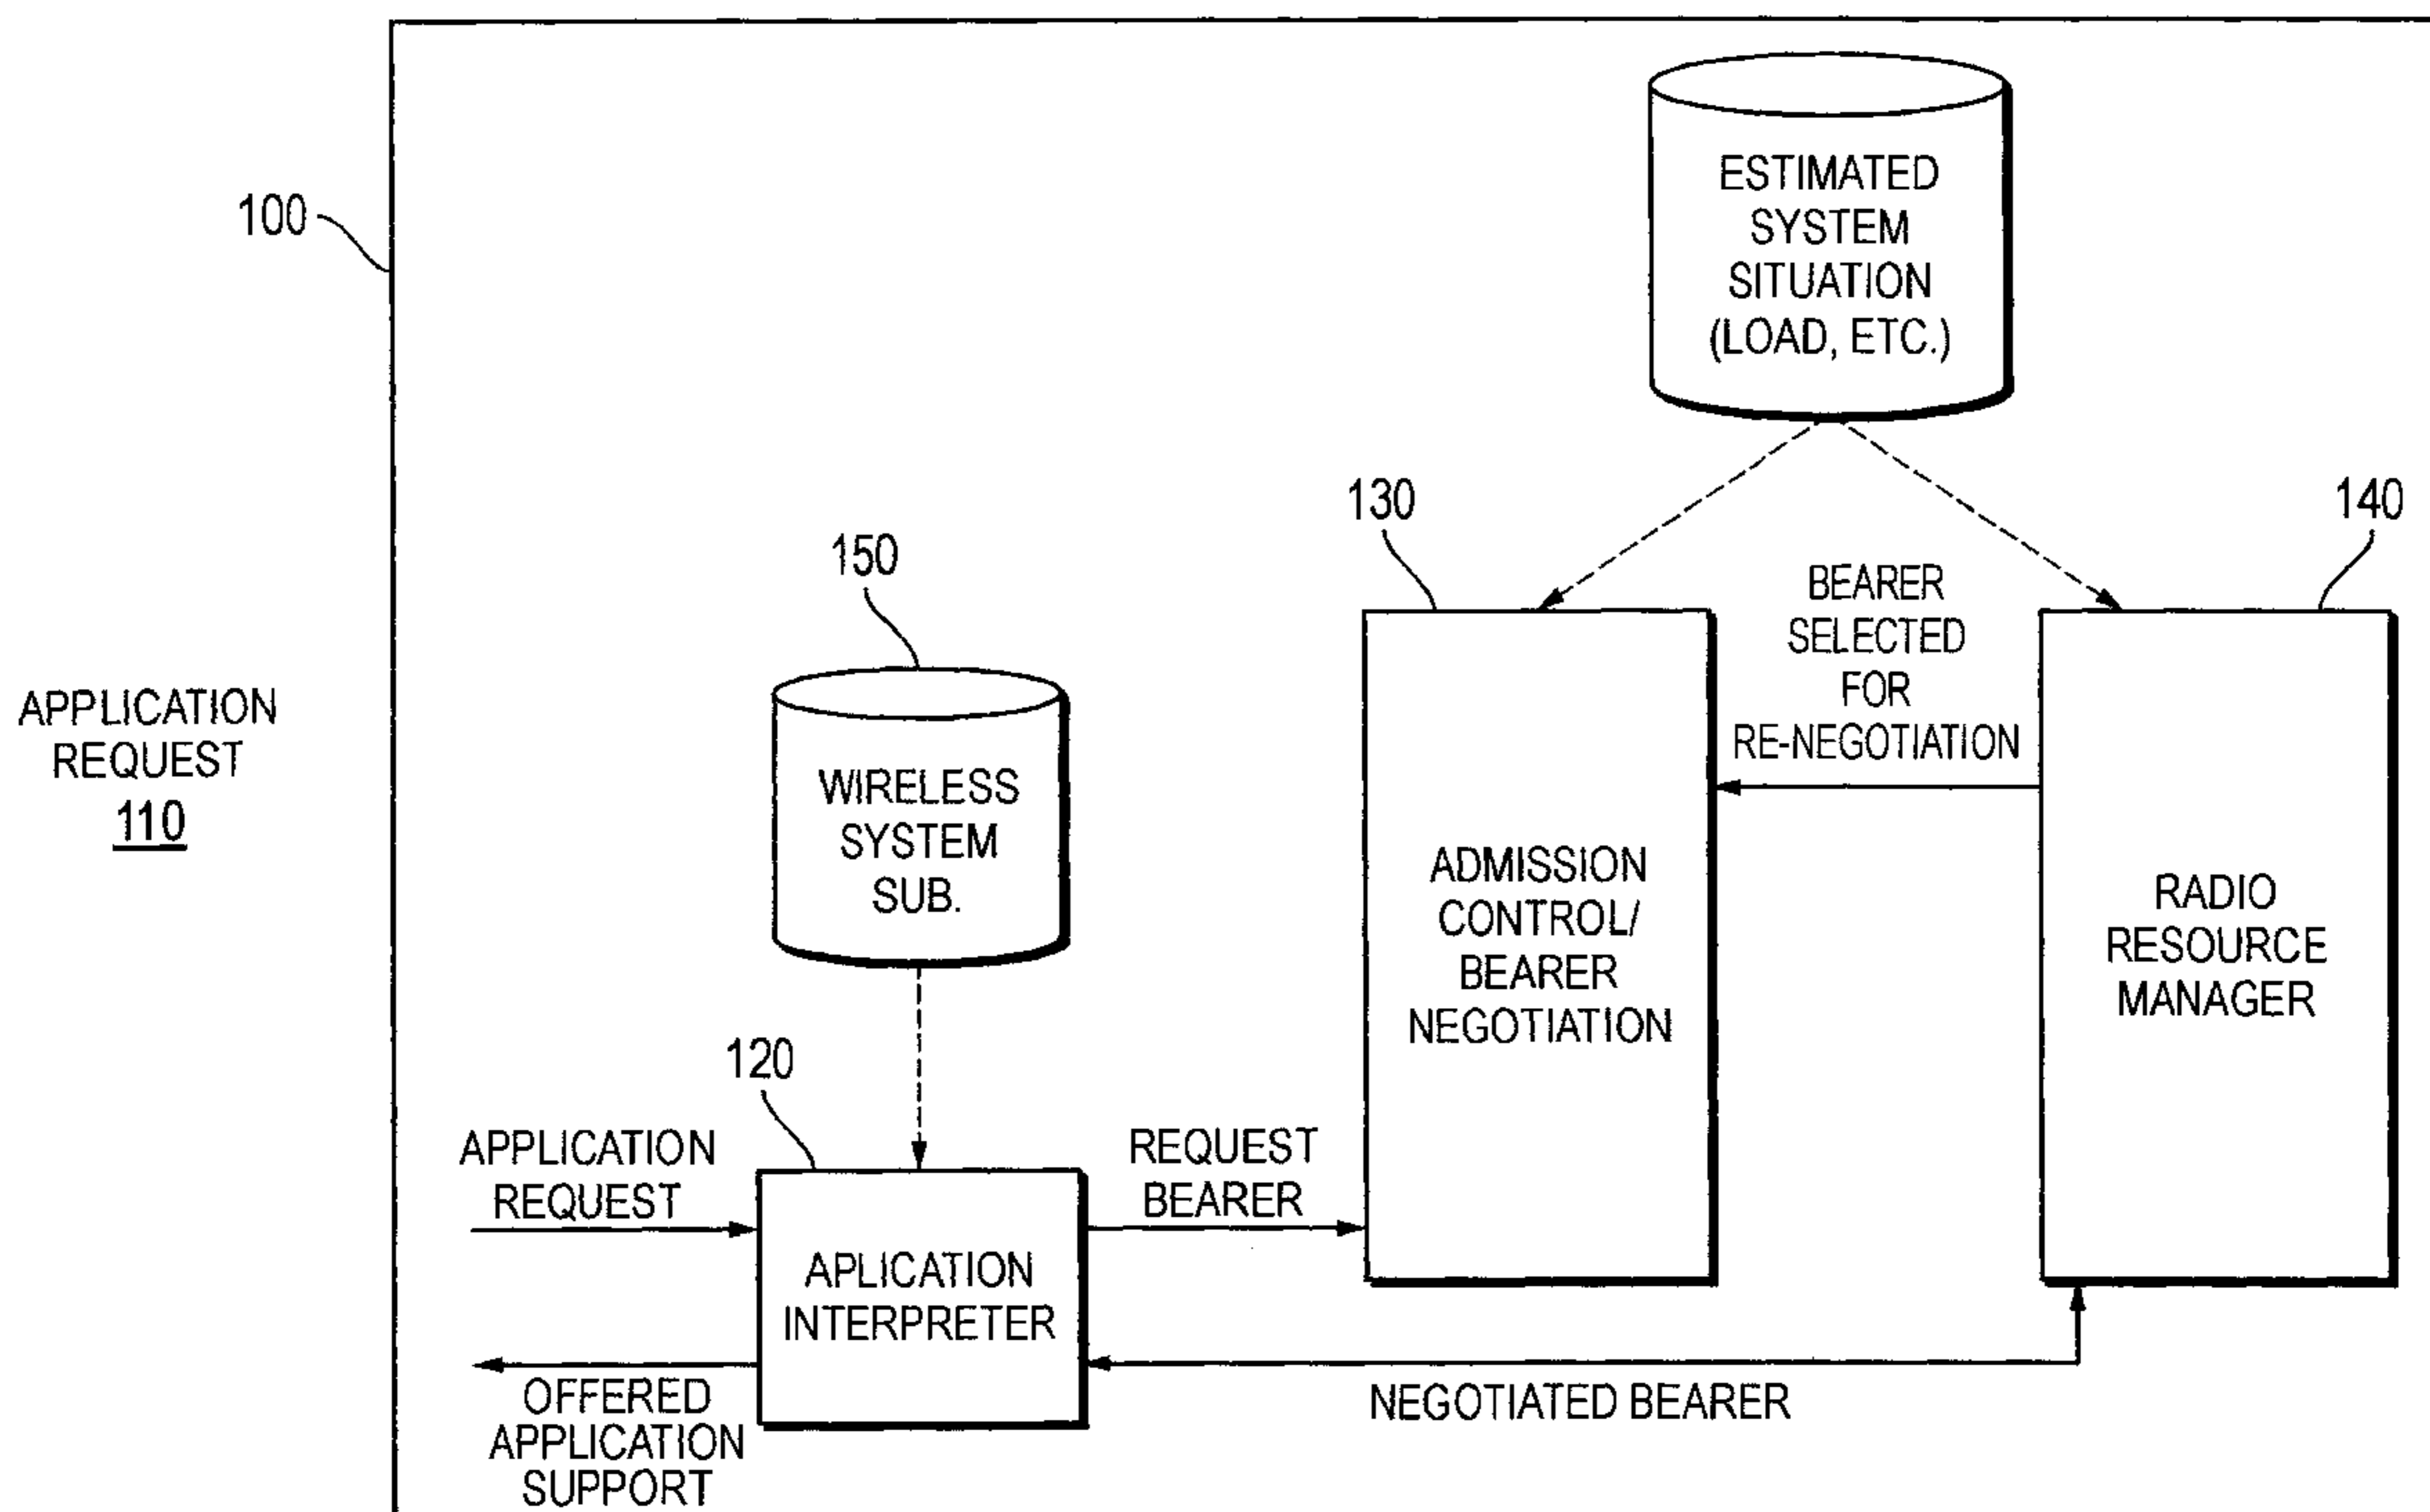 100
ESTIMATED
SYSTEM
SITUATION
(LOAD, ETC.)
130
140
150
BEARER
SELECTED
FOR
RE-NEGOTIATION
APPLICATION
REQUEST
110
WIRELESS
SYSTEM
SUB.
ADMISSION
CONTROL/
BEARER
NEGOTIATION
RADIO
RESOURCE
MANAGER
120
APPLICATION
REQUEST
REQUEST
BEARER
APLICATION
INTERPRETER
OFFERED
APPLICATION
SUPPORT
NEGOTIATED BEARER